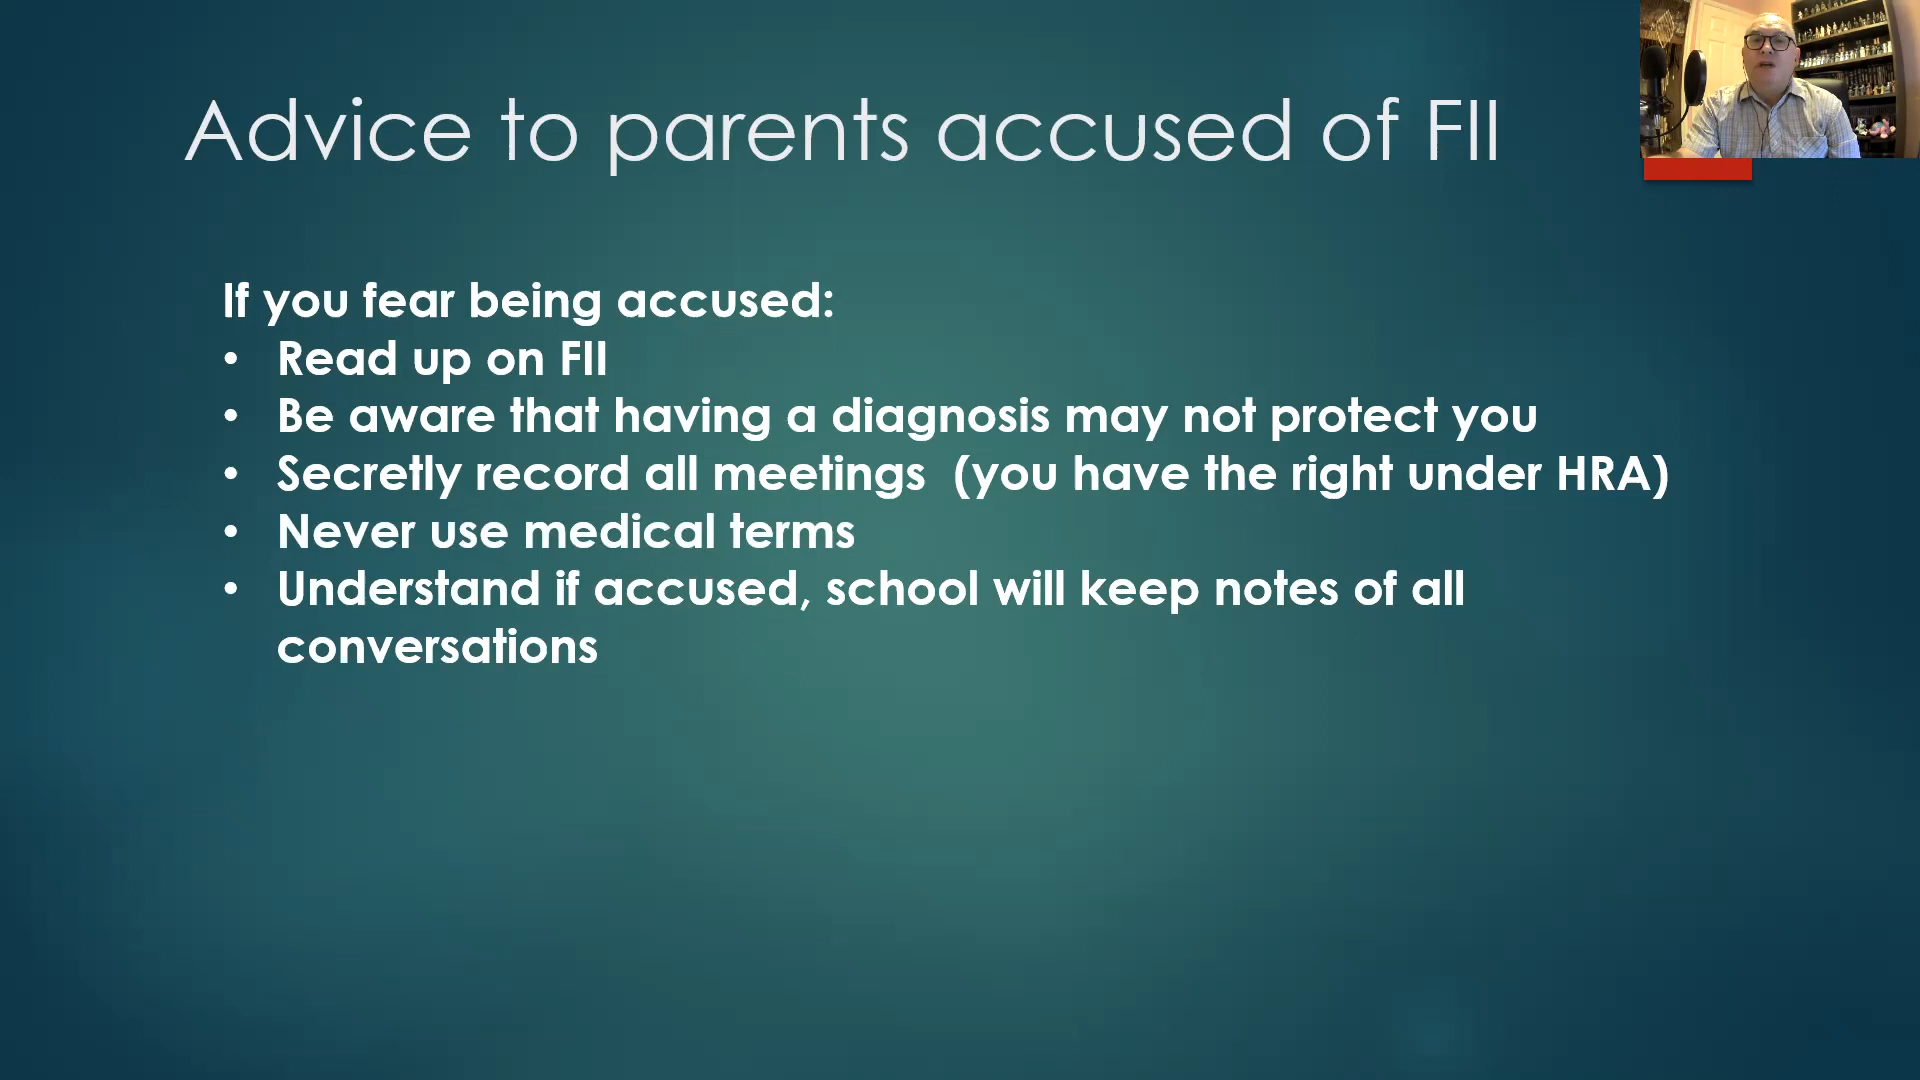 Advice to parents accused of FII
If you fear being accused:
• Read up on FII
• Be aware that having a diagnosis may not protect you
• Secretly record all meetings  (you have the right under HRA)
• Never use medical terms
• Understand if accused, school will keep notes of all
conversations